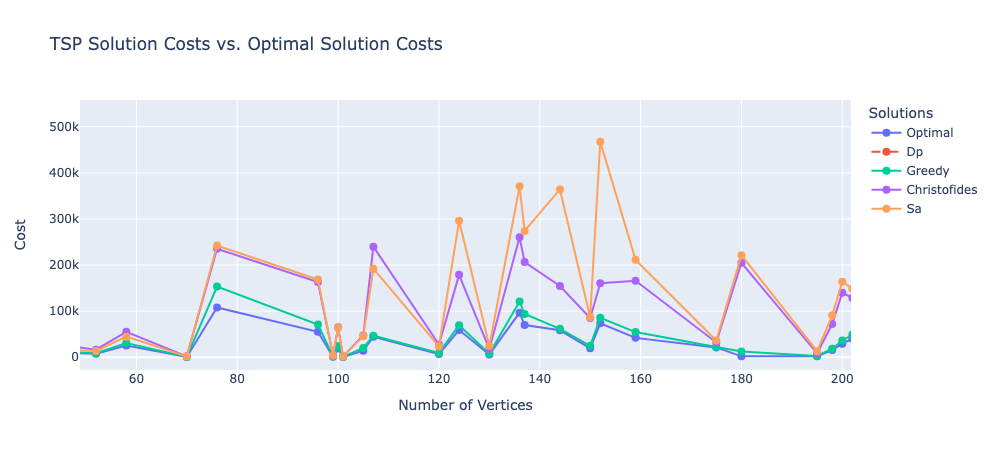 TSP Solution Costs vs. Optimal Solution Costs
Solutions
Optimal
Dp
Greedy
Christofides
Sa
Cost
500k
400k
300k
200k
100k
0
60 80 100 120 140 160 180 200
Number of Vertices